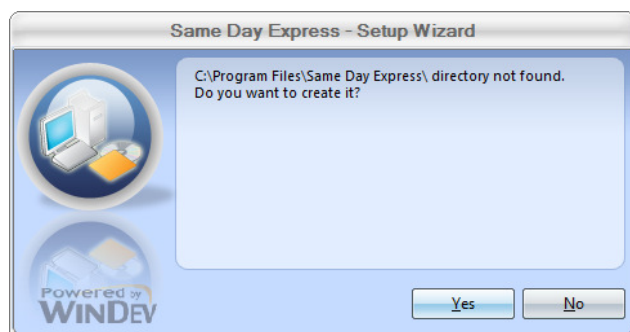 Same Day Express - Setup Wizard
C:\Program Files\Same Day Express\ directory not found.
Do you want to create it?
Powered by
WINDEV
Yes
No